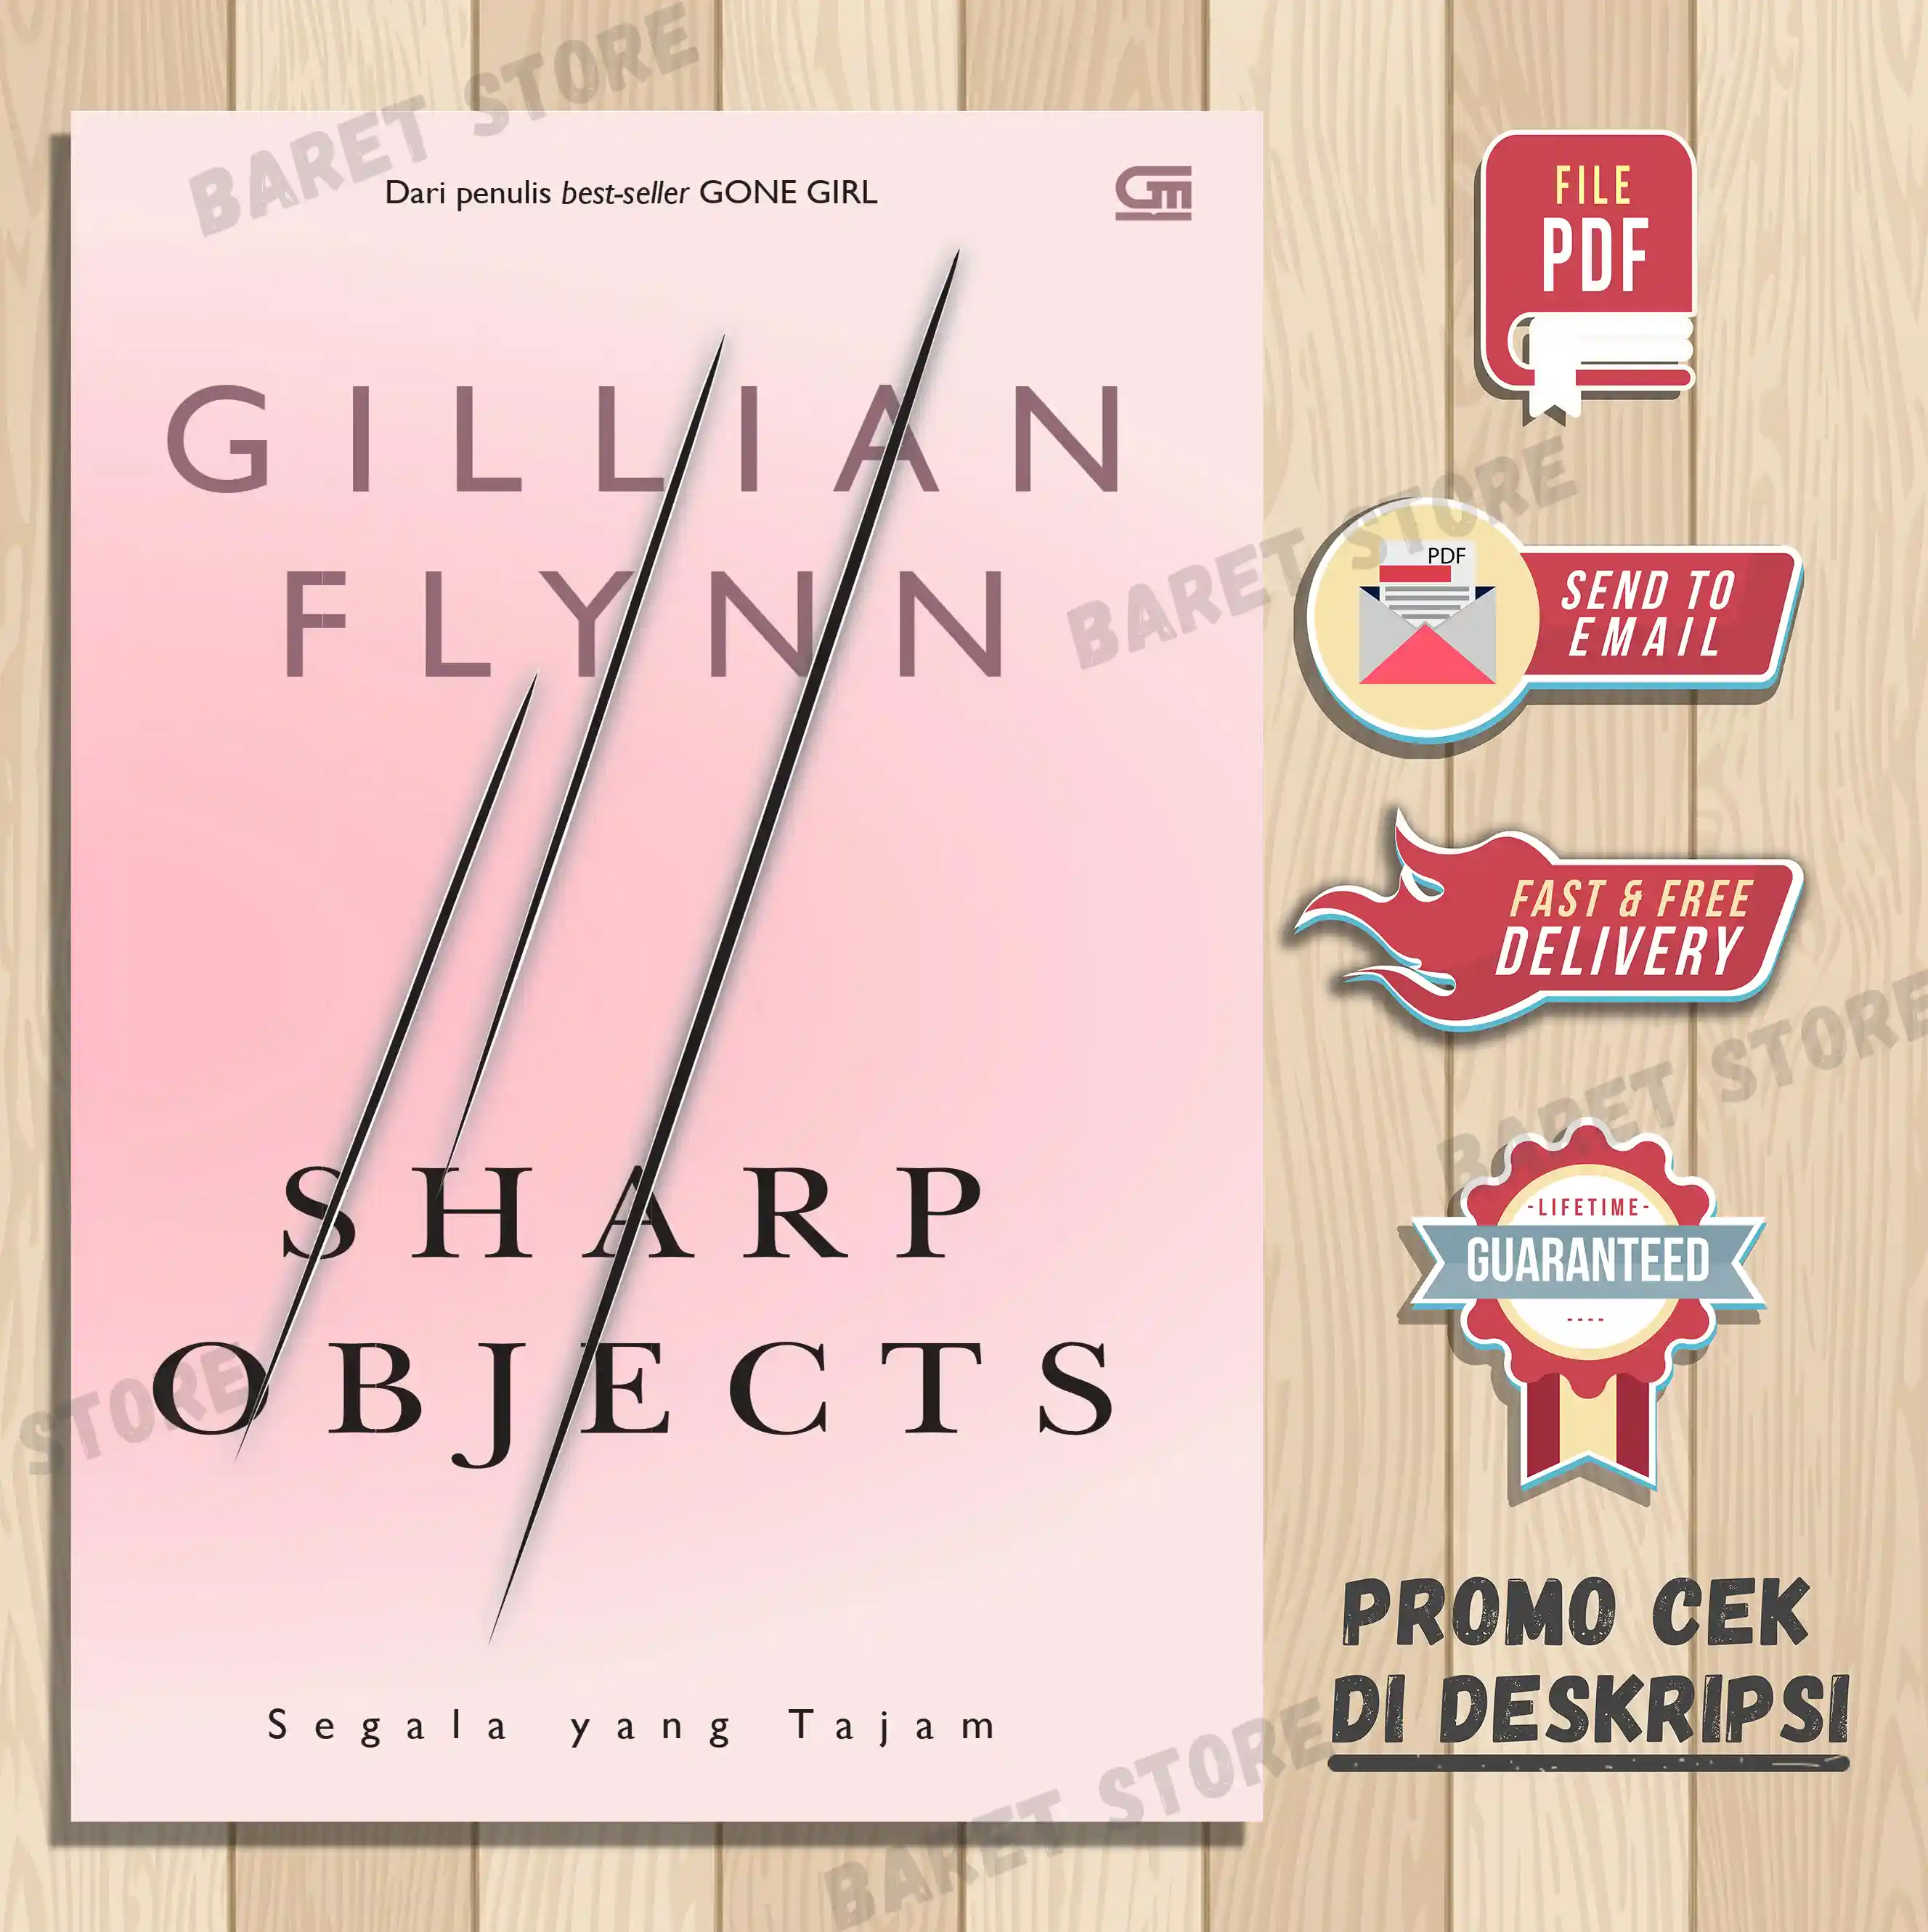 BARET STORE
Dari penulis best-seller GONE GIRL
GM
GILLIAN
FLYNN
SHARP
OBJECTS
Segala yang Tajam
FILE
PDF
BARET STORE
PDF
SEND TO
EMAIL
FAST & FREE
DELIVERY
BARET STORE
-LIFETIME-
GUARANTEED
----
STORE
PROMO CEK
DI DESKRIPSI
BARET STORE